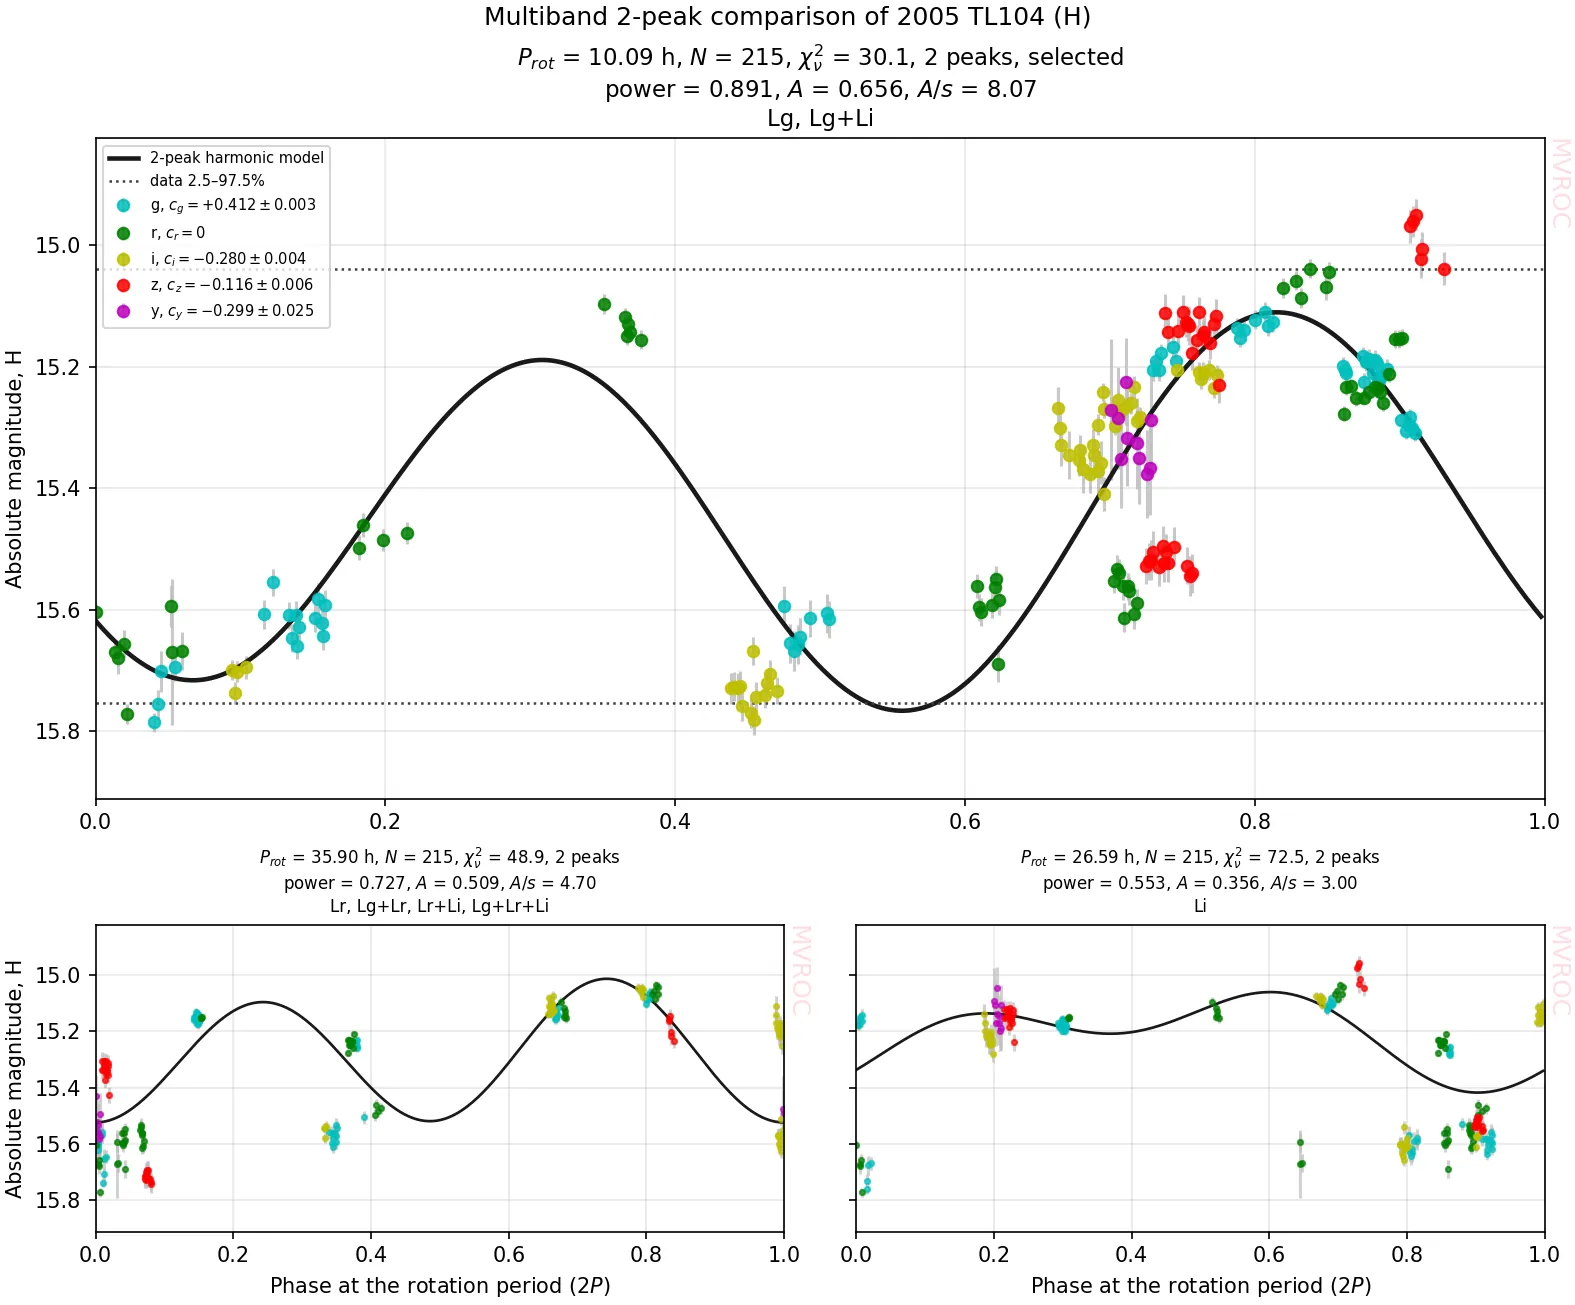 Multiband 2-peak comparison of 2005 TL104 (H)
P_rot = 10.09 h, N = 215, χ²_ν = 30.1, 2 peaks, selected
power = 0.891, A = 0.656, A/s = 8.07
Lg, Lg+Li
2-peak harmonic model
data 2.5–97.5%
g, c_g = +0.412 ± 0.003
r, c_r = 0
i, c_i = −0.280 ± 0.004
z, c_z = −0.116 ± 0.006
y, c_y = −0.299 ± 0.025
MVROC
Absolute magnitude, H
15.0
15.2
15.4
15.6
15.8
0.0 0.2 0.4 0.6 0.8 1.0
P_rot = 35.90 h, N = 215, χ²_ν = 48.9, 2 peaks
power = 0.727, A = 0.509, A/s = 4.70
Lr, Lg+Lr, Lr+Li, Lg+Lr+Li
MVROC
Absolute magnitude, H
15.0
15.2
15.4
15.6
15.8
0.0 0.2 0.4 0.6 0.8 1.0
Phase at the rotation period (2P)
P_rot = 26.59 h, N = 215, χ²_ν = 72.5, 2 peaks
power = 0.553, A = 0.356, A/s = 3.00
Li
MVROC
0.0 0.2 0.4 0.6 0.8 1.0
Phase at the rotation period (2P)